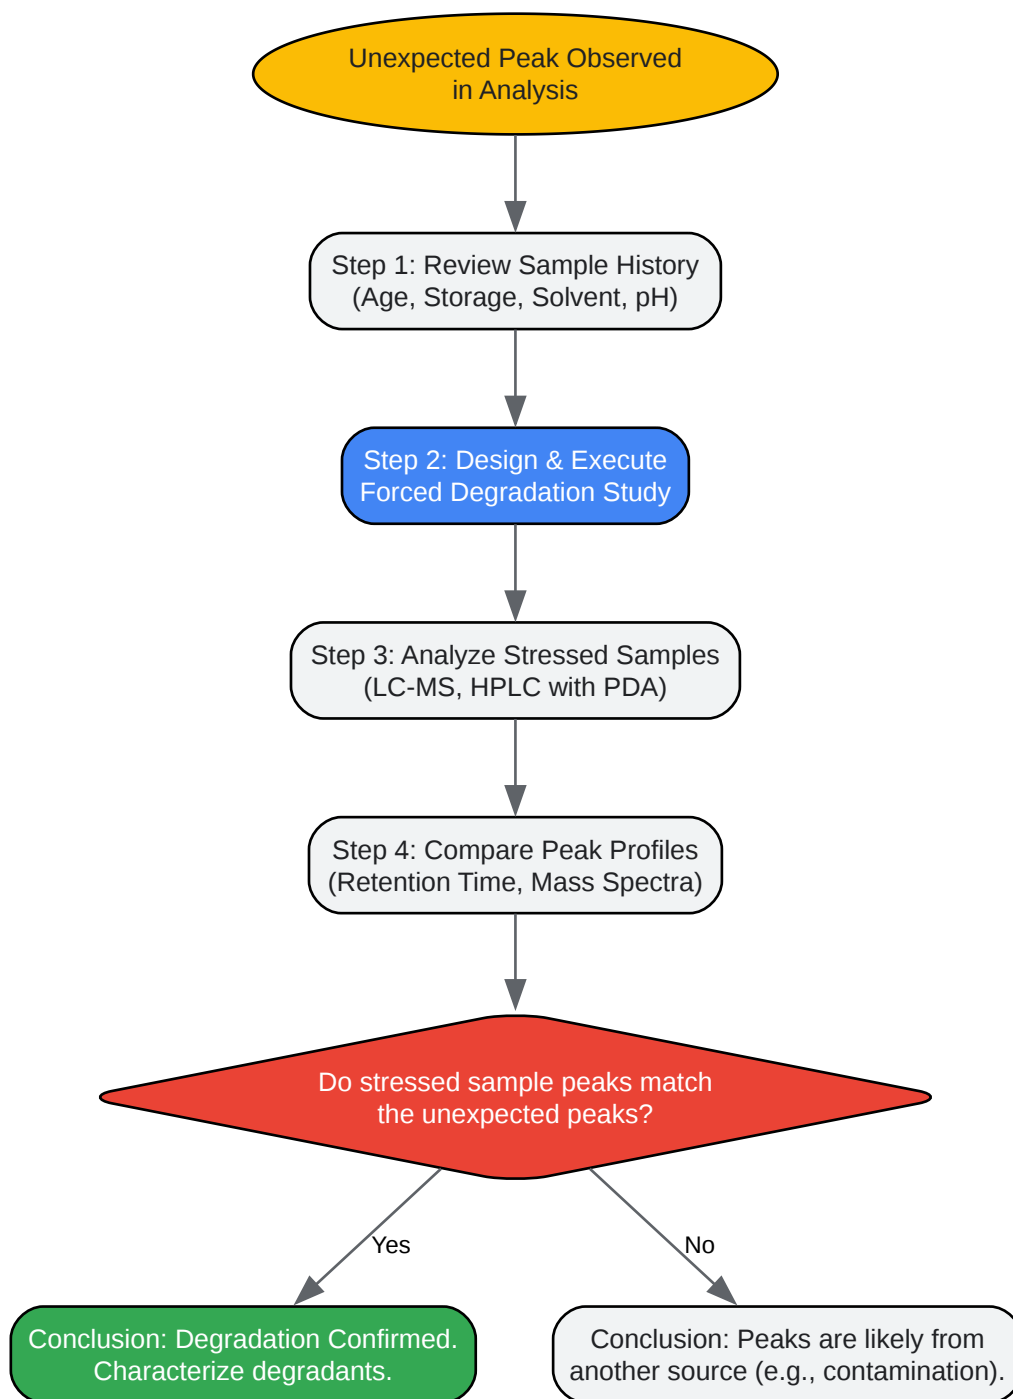 Unexpected Peak Observed
in Analysis
Step 1: Review Sample History
(Age, Storage, Solvent, pH)
Step 2: Design & Execute
Forced Degradation Study
Step 3: Analyze Stressed Samples
(LC-MS, HPLC with PDA)
Step 4: Compare Peak Profiles
(Retention Time, Mass Spectra)
Do stressed sample peaks match
the unexpected peaks?
Yes
No
Conclusion: Degradation Confirmed.
Characterize degradants.
Conclusion: Peaks are likely from
another source (e.g., contamination).